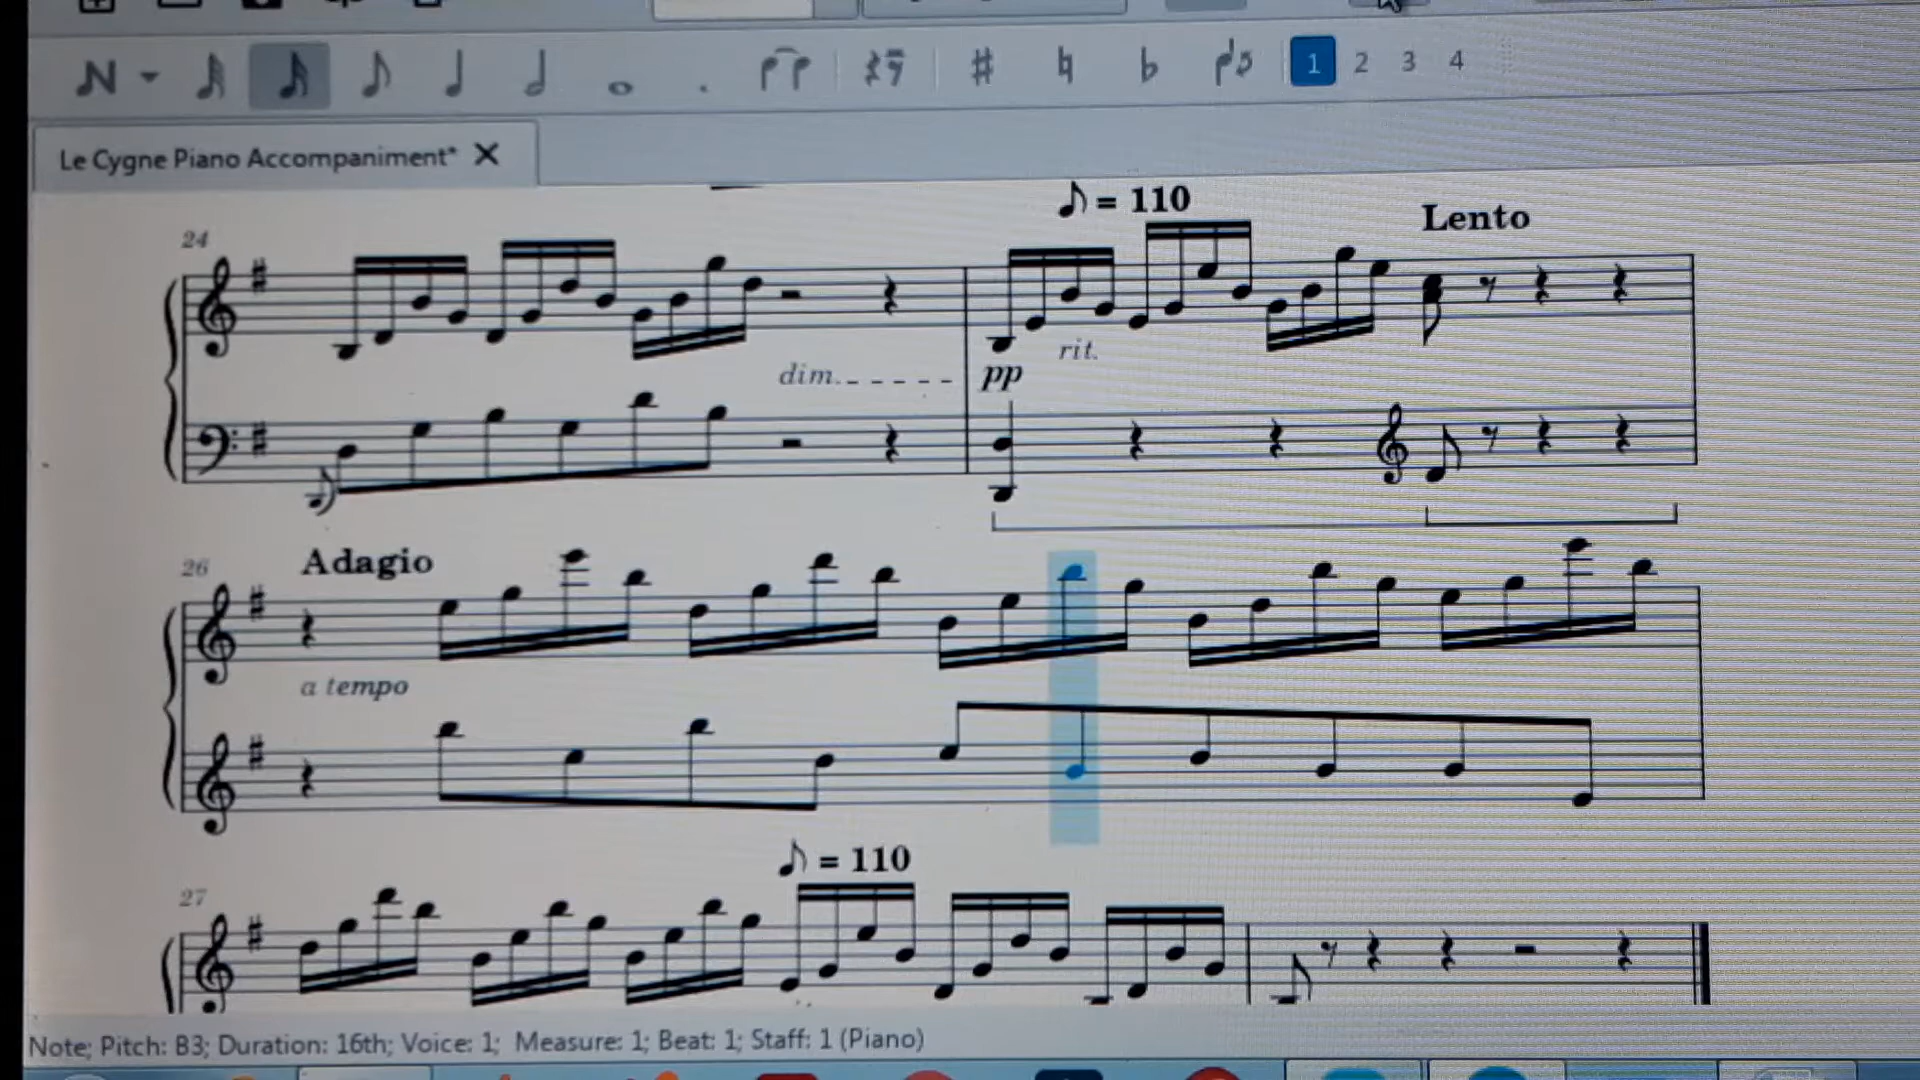 1 2 3 4
Le Cygne Piano Accompaniment*
= 110
Lento
24
rit.
dim.
pp
26
Adagio
a tempo
= 110
27
Note; Pitch: B3; Duration: 16th; Voice: 1; Measure: 1; Beat: 1; Staff: 1 (Piano)